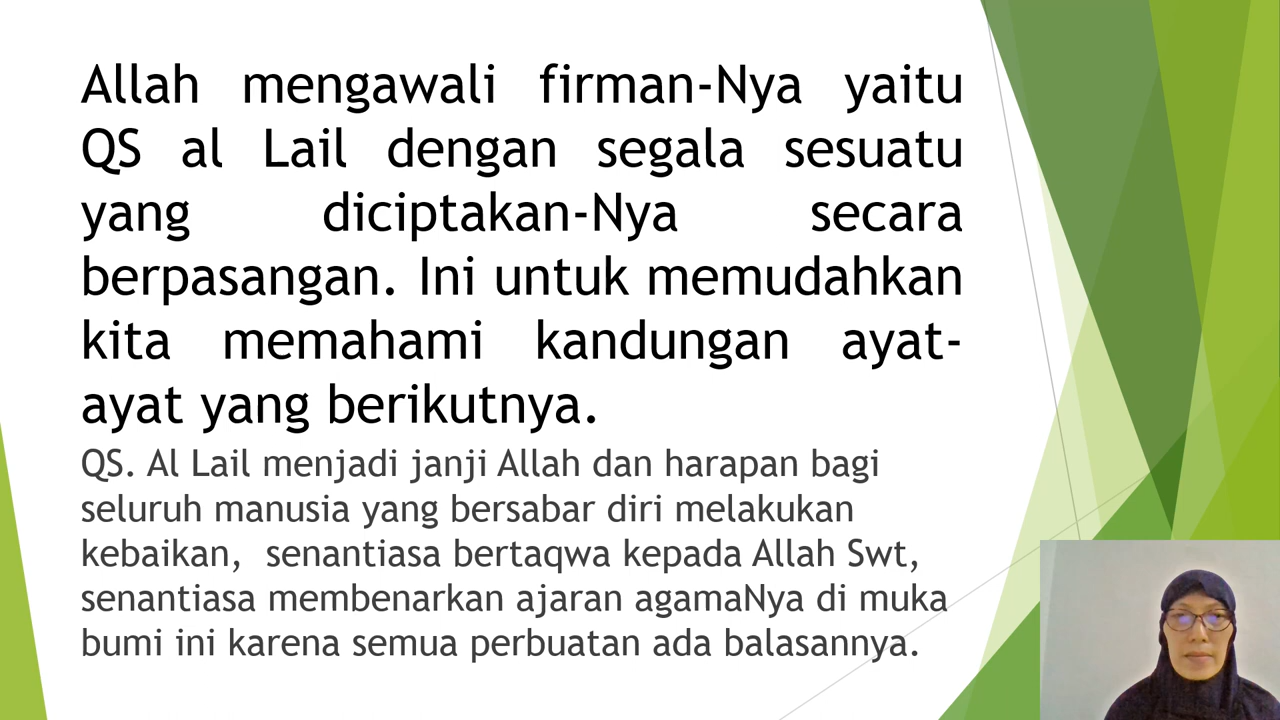 Allah mengawali firman-Nya yaitu
QS al Lail dengan segala sesuatu
yang diciptakan-Nya secara
berpasangan. Ini untuk memudahkan
kita memahami kandungan ayat-
ayat yang berikutnya.
QS. Al Lail menjadi janji Allah dan harapan bagi
seluruh manusia yang bersabar diri melakukan
kebaikan,  senantiasa bertaqwa kepada Allah Swt,
senantiasa membenarkan ajaran agamaNya di muka
bumi ini karena semua perbuatan ada balasannya.